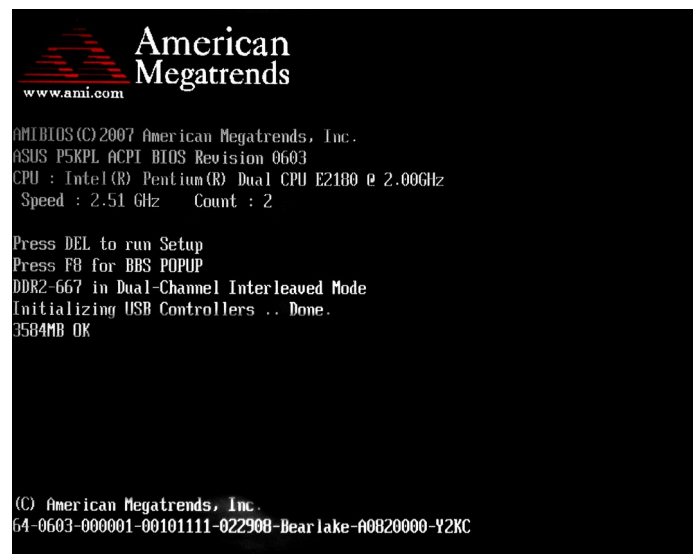 American
Megatrends
www.ami.com
AMIBIOS(C)2007 American Megatrends, Inc.
ASUS P5KPL ACPI BIOS Revision 0603
CPU : Intel(R) Pentium(R) Dual CPU E2180 @ 2.00GHz
Speed : 2.51 GHz Count : 2
Press DEL to run Setup
Press F8 for BBS POPUP
DDR2-667 in Dual-Channel Interleaved Mode
Initializing USB Controllers .. Done.
3584MB OK
(C) American Megatrends, Inc.
64-0603-000001-00101111-022908-Bearlake-A0820000-Y2KC